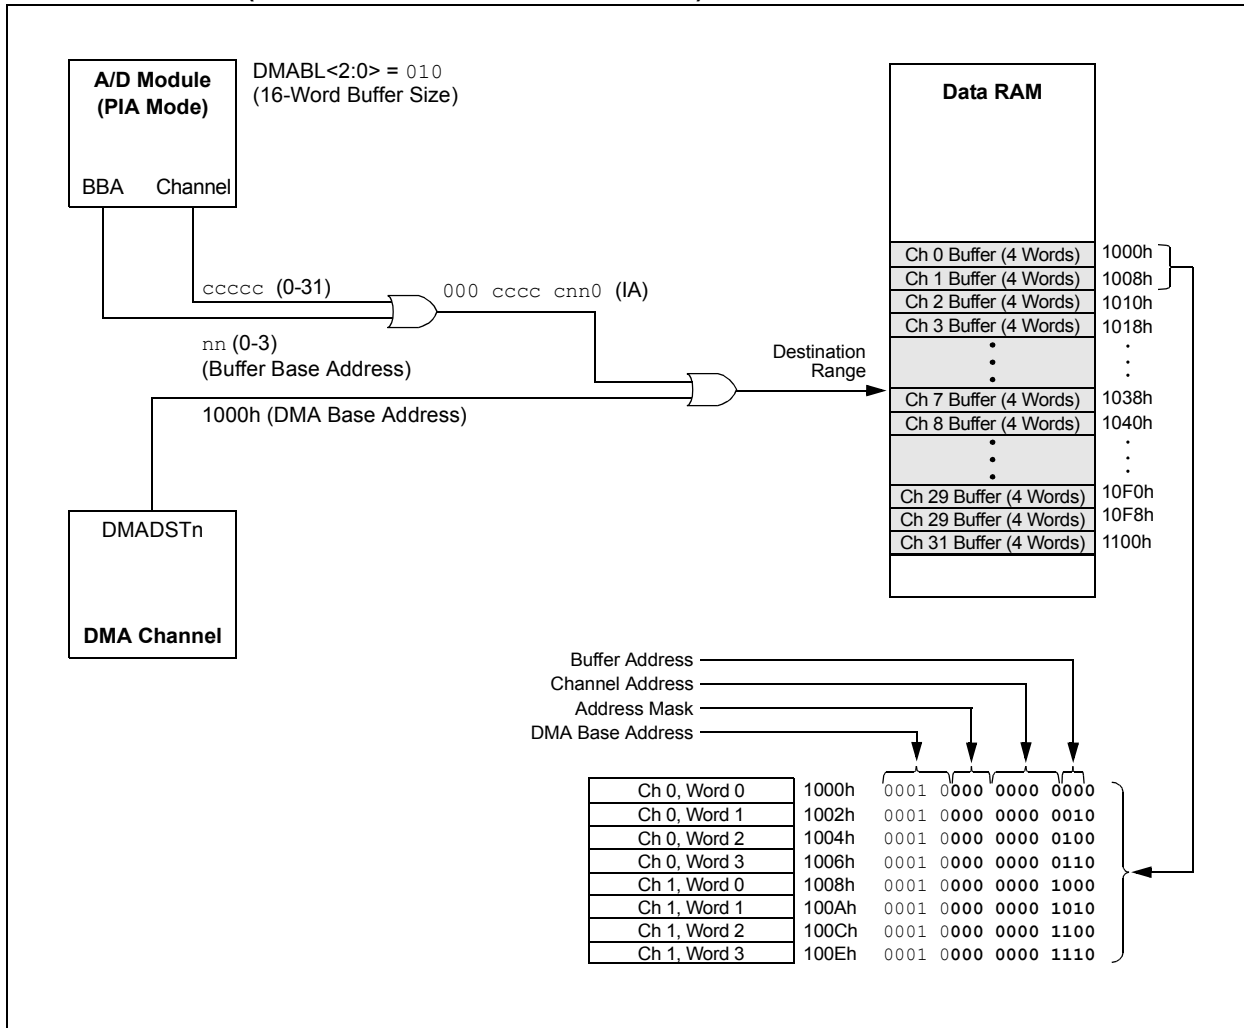 A/D Module
(PIA Mode)
BBA Channel
DMABL<2:0> = 010
(16-Word Buffer Size)
ccccc (0-31)
000 cccc cnn0 (IA)
nn (0-3)
(Buffer Base Address)
1000h (DMA Base Address)
Destination
Range
DMADSTn
DMA Channel
Data RAM
Ch 0 Buffer (4 Words) 1000h
Ch 1 Buffer (4 Words) 1008h
Ch 2 Buffer (4 Words) 1010h
Ch 3 Buffer (4 Words) 1018h
Ch 7 Buffer (4 Words) 1038h
Ch 8 Buffer (4 Words) 1040h
Ch 29 Buffer (4 Words) 10F0h
Ch 29 Buffer (4 Words) 10F8h
Ch 31 Buffer (4 Words) 1100h
Buffer Address
Channel Address
Address Mask
DMA Base Address
Ch 0, Word 0 1000h 0001 0000 0000 0000
Ch 0, Word 1 1002h 0001 0000 0000 0010
Ch 0, Word 2 1004h 0001 0000 0000 0100
Ch 0, Word 3 1006h 0001 0000 0000 0110
Ch 1, Word 0 1008h 0001 0000 0000 1000
Ch 1, Word 1 100Ah 0001 0000 0000 1010
Ch 1, Word 2 100Ch 0001 0000 0000 1100
Ch 1, Word 3 100Eh 0001 0000 0000 1110